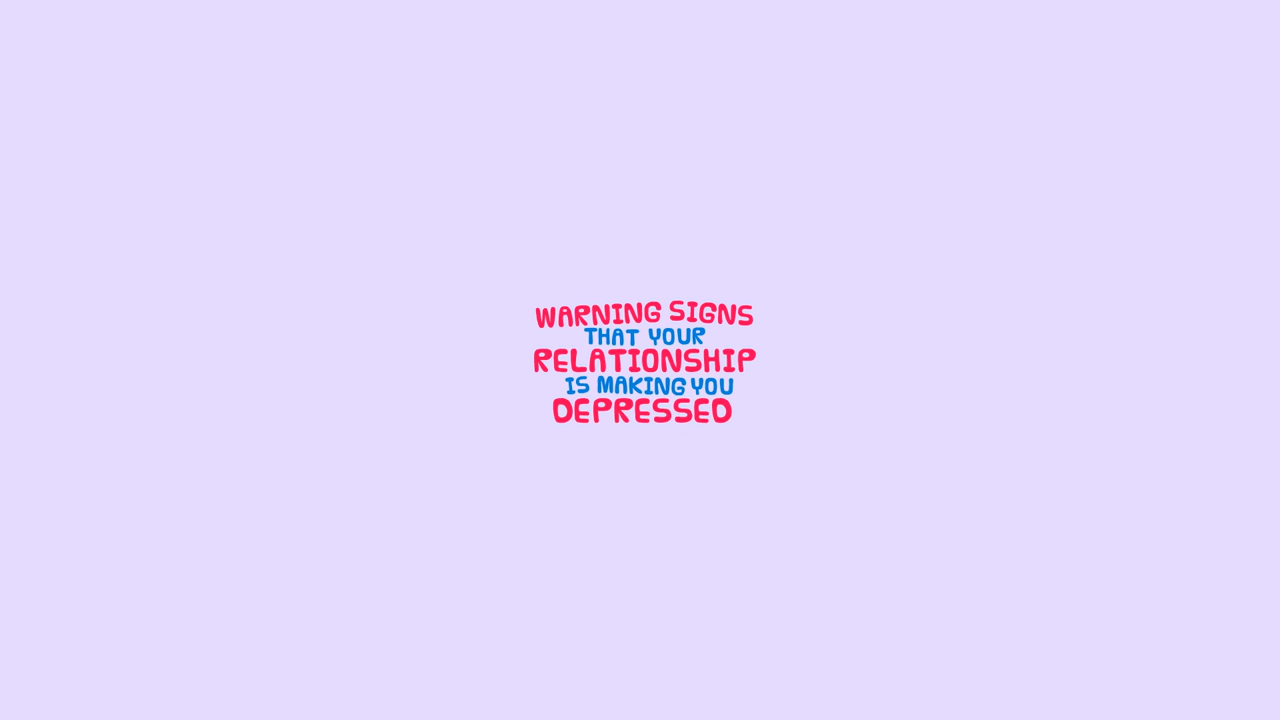 WARNING SIGNS
THAT YOUR
RELATIONSHIP
IS MAKING YOU
DEPRESSED